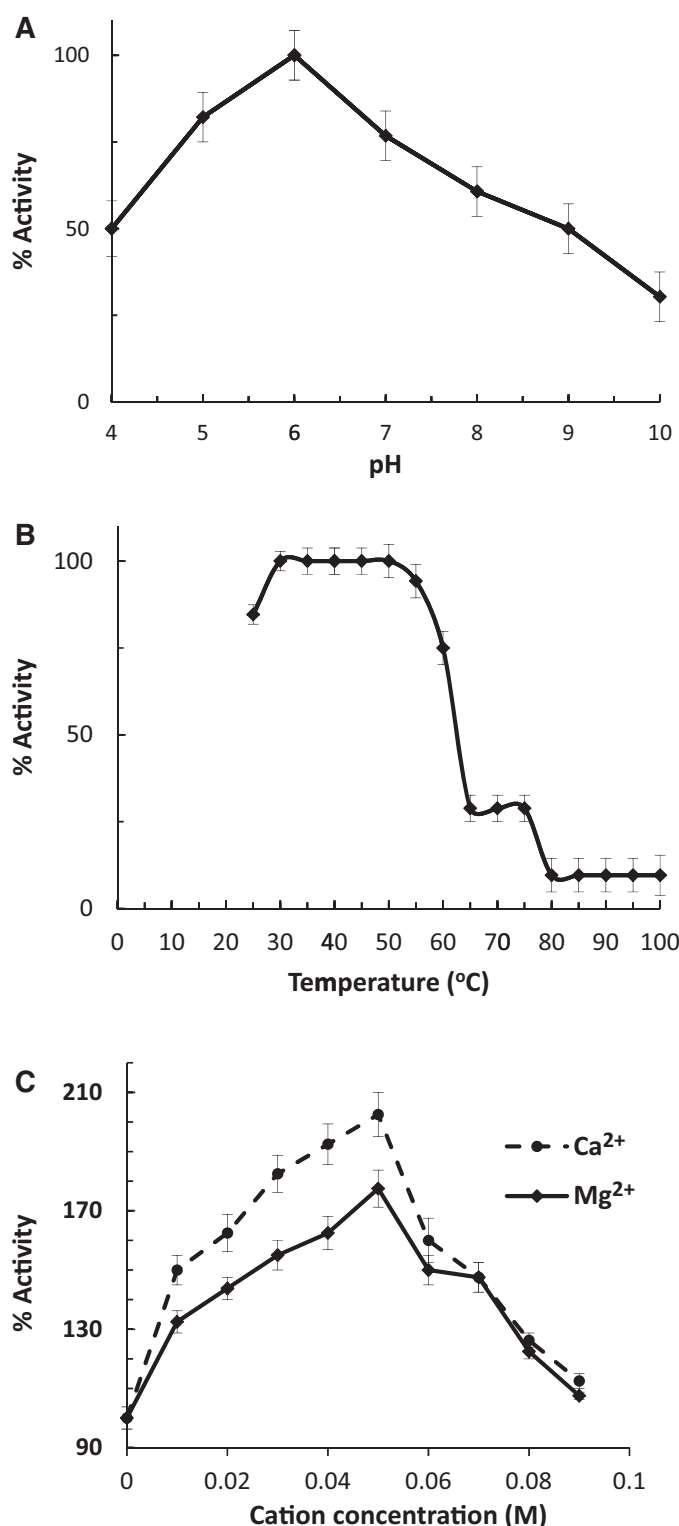 A
100
50
0
% Activity
4 5 6 7 8 9 10
pH
B
100
50
0
% Activity
0 10 20 30 40 50 60 70 80 90 100
Temperature (°C)
C
210
170
130
90
% Activity
Ca²⁺
Mg²⁺
0 0.02 0.04 0.06 0.08 0.1
Cation concentration (M)